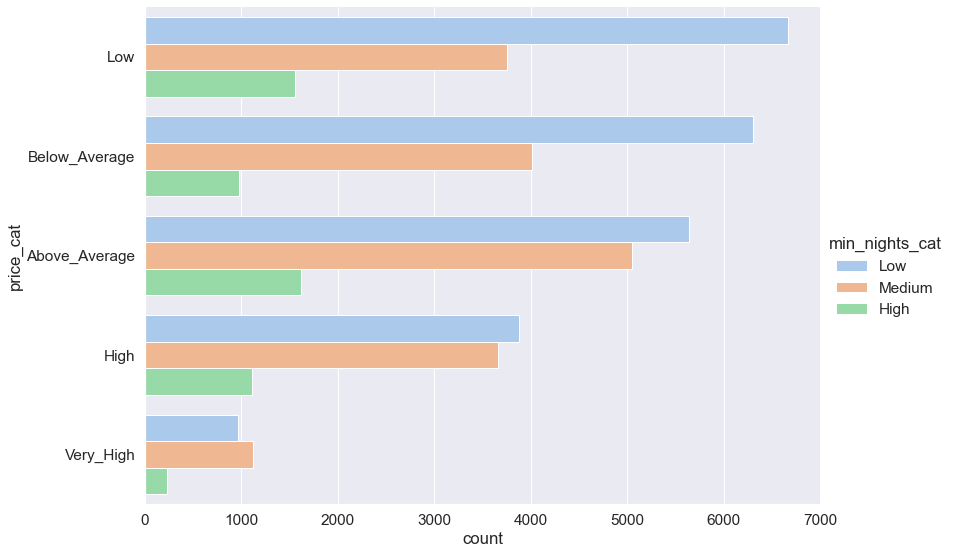 price_cat
Low
Below_Average
Above_Average
High
Very_High
0 1000 2000 3000 4000 5000 6000 7000
count
min_nights_cat
Low
Medium
High